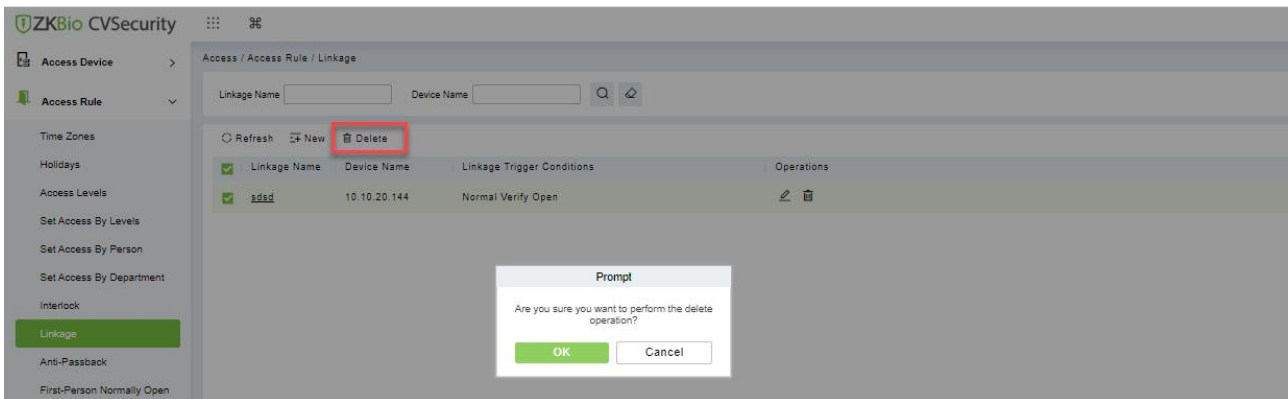 ZKBio CVSecurity
Access Device
Access Rule
Time Zones
Holidays
Access Levels
Set Access By Levels
Set Access By Person
Set Access By Department
Interlock
Linkage
Anti-Passback
First-Person Normally Open
Access / Access Rule / Linkage
Linkage Name Device Name
Refresh New Delete
Linkage Name Device Name Linkage Trigger Conditions Operations
sdsd 10.10.20.144 Normal Verify Open
Prompt
Are you sure you want to perform the delete
operation?
OK Cancel